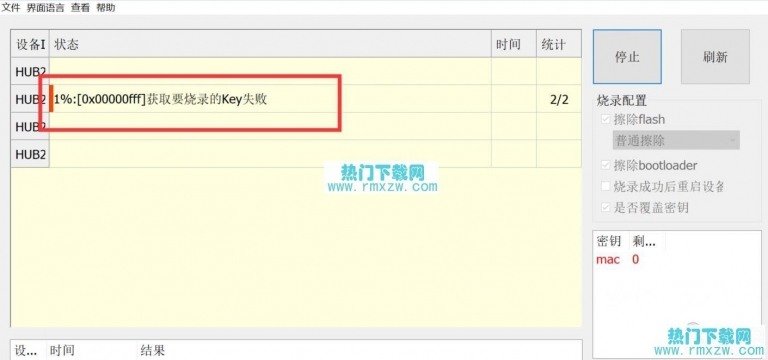 文件 界面语言 查看 帮助
设备I 状态 时间 统计
HUB2
HUB2 1%:[0x00000fff]获取要烧录的Key失败 2/2
HUB2
HUB2
停止 刷新
烧录配置
擦除flash
普通擦除
擦除bootloader
烧录成功后重启设备
是否覆盖密钥
热门下载网
www.rmxzw.com
密钥 剩...
mac 0
热门下载网
www.rmxzw.com
设... 时间 结果